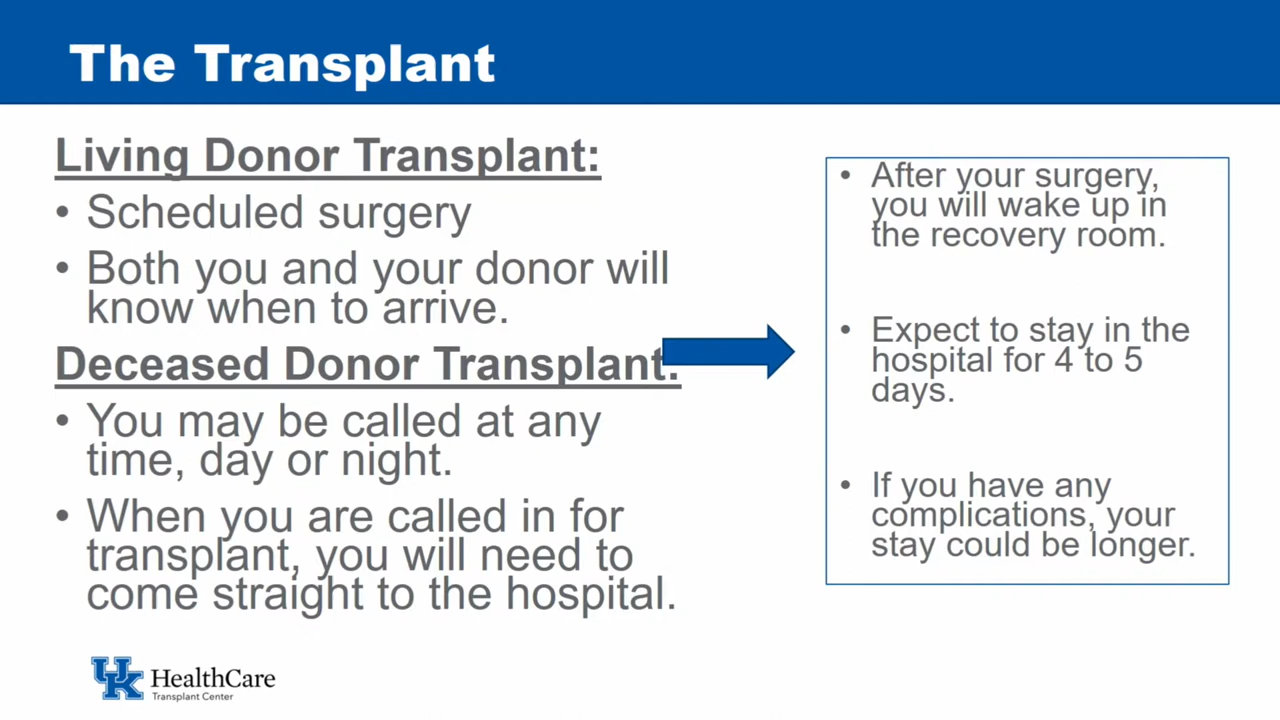 The Transplant
Living Donor Transplant:
• Scheduled surgery
• Both you and your donor will
know when to arrive.
Deceased Donor Transplant:
• You may be called at any
time, day or night.
• When you are called in for
transplant, you will need to
come straight to the hospital.
• After your surgery,
you will wake up in
the recovery room.
• Expect to stay in the
hospital for 4 to 5
days.
• If you have any
complications, your
stay could be longer.
UK HealthCare
Transplant Center